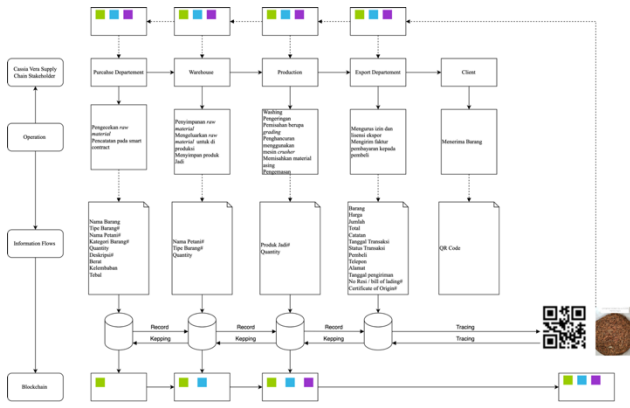 Cassia Vera Supply
Chain Stakeholder
Purcahse Departement
Warehouse
Production
Export Departement
Client
Operation
Pengecekan raw
material
Pencatatan pada smart
contract
Penyimpanan raw
material
Mengeluarkan raw
material untuk di
produksi
Menyimpan produk
Jadi
Washing
Pengeringan
Pemisahan berupa
grading
Penghancuran
menggunakan
mesin crusher
Memisahkan material
asing
Pengemasan
Mengurus izin dan
lisensi ekspor
Mengirim faktur
pembayaran kepada
pembeli
Menerima Barang
Information Flows
Nama Barang
Tipe Barang#
Nama Petani#
Kategori Barang#
Quantity
Deskripsi#
Berat
Kelembaban
Tebal
Nama Petani#
Tipe Barang#
Quantity
Produk Jadi#
Quantity
Barang
Harga
Jumlah
Total
Catatan
Tanggal Transaksi
Status Transaksi
Pembeli
Telepon
Alamat
Tanggal pengiriman
No Resi / bill of lading#
Certificate of Origin#
QR Code
Record
Record
Record
Tracing
Kepping
Kepping
Kepping
Tracing
Blockchain